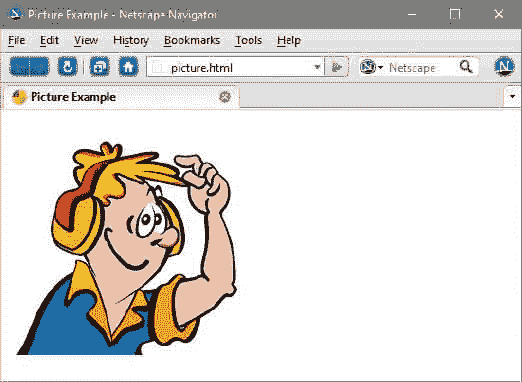 Picture Example - Netscape Navigator
File Edit View History Bookmarks Tools Help
picture.html
Netscape
Picture Example